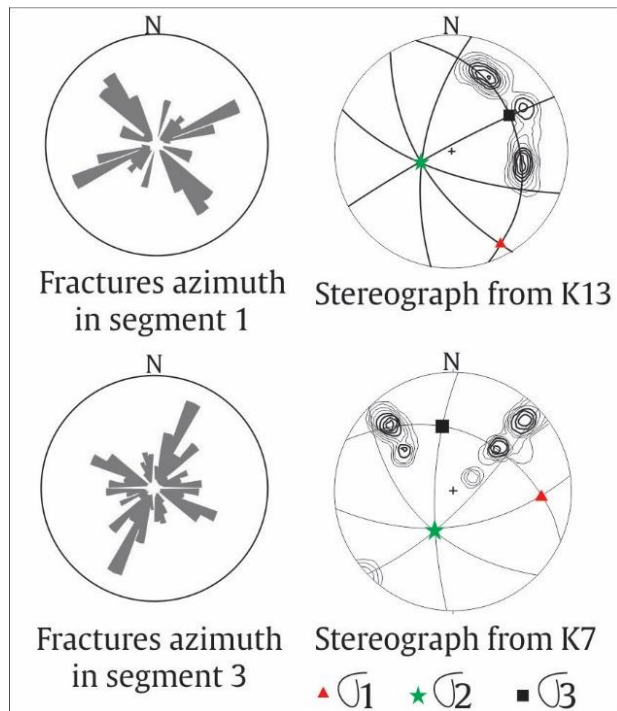 N
N
Fractures azimuth
in segment 1
Stereograph from K13
N
N
Fractures azimuth
in segment 3
Stereograph from K7
σ1 σ2 σ3